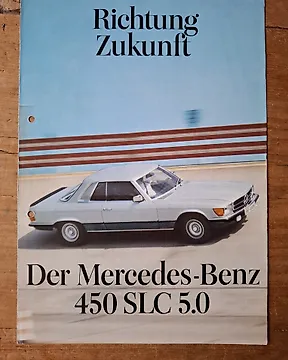 Richtung
Zukunft
Der Mercedes-Benz
450 SLC 5.0